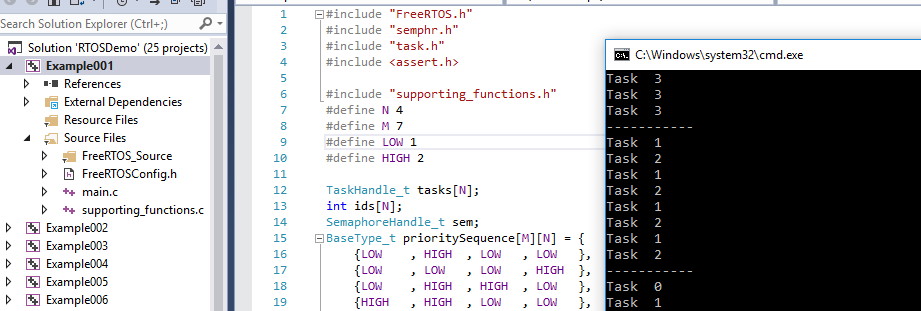 Search Solution Explorer (Ctrl+;)
Solution 'RTOSDemo' (25 projects)
Example001
References
External Dependencies
Resource Files
Source Files
FreeRTOS_Source
FreeRTOSConfig.h
main.c
supporting_functions.c
Example002
Example003
Example004
Example005
Example006
1 #include "FreeRTOS.h"
2 #include "semphr.h"
3 #include "task.h"
4 #include <assert.h>
5
6 #include "supporting_functions.h"
7 #define N 4
8 #define M 7
9 #define LOW 1
10 #define HIGH 2
11
12 TaskHandle_t tasks[N];
13 int ids[N];
14 SemaphoreHandle_t sem;
15 BaseType_t prioritySequence[M][N] = {
16 {LOW , HIGH , LOW , LOW },
17 {LOW , LOW , LOW , HIGH },
18 {LOW , HIGH , HIGH , LOW },
19 {HIGH , HIGH , LOW , LOW },
C:\Windows\system32\cmd.exe
Task 3
Task 3
Task 3
-----------
Task 1
Task 2
Task 1
Task 2
Task 1
Task 2
Task 1
Task 2
-----------
Task 0
Task 1